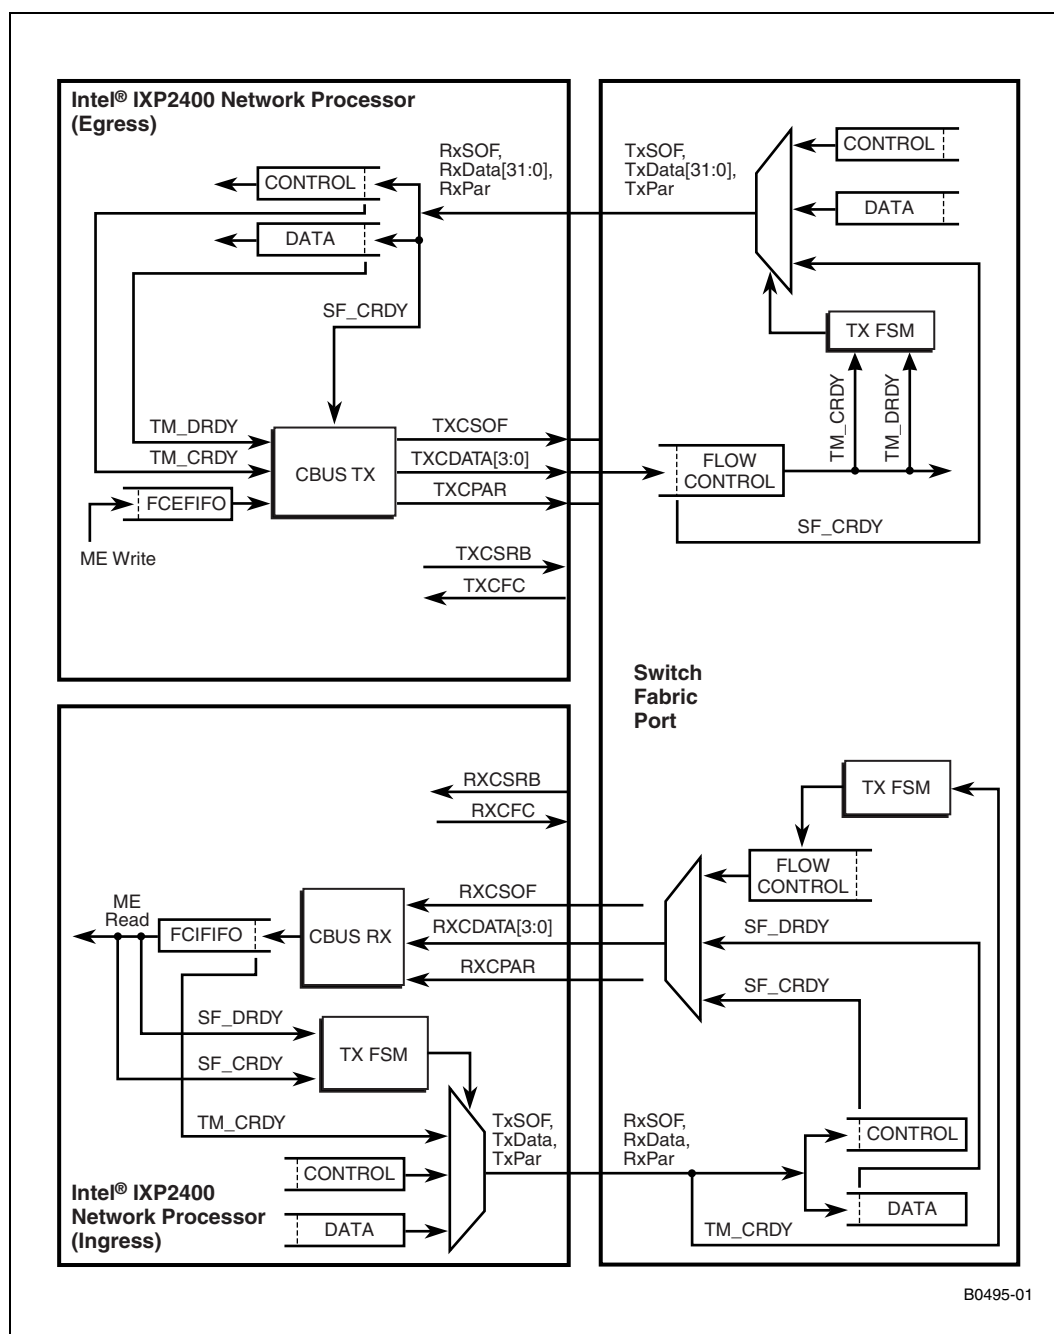 Intel® IXP2400 Network Processor
(Egress)
CONTROL
DATA
RxSOF,
RxData[31:0],
RxPar
TxSOF,
TxData[31:0],
TxPar
CONTROL
DATA
SF_CRDY
TX FSM
TM_CRDY
TM_DRDY
TM_DRDY
TM_CRDY
FCEFIFO
ME Write
CBUS TX
TXCSOF
TXCDATA[3:0]
TXCPAR
FLOW
CONTROL
SF_CRDY
TXCSRB
TXCFC
Switch
Fabric
Port
RXCSRB
RXCFC
TX FSM
FLOW
CONTROL
ME
Read
FCIFIFO
CBUS RX
RXCSOF
RXCDATA[3:0]
RXCPAR
SF_DRDY
SF_CRDY
SF_DRDY
SF_CRDY
TX FSM
TM_CRDY
CONTROL
DATA
TxSOF,
TxData,
TxPar
RxSOF,
RxData,
RxPar
CONTROL
DATA
TM_CRDY
Intel® IXP2400
Network Processor
(Ingress)
B0495-01